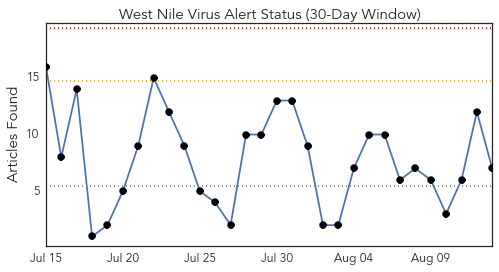 West Nile Virus Alert Status (30-Day Window)
Articles Found
15
10
5
Jul 15 Jul 20 Jul 25 Jul 30 Aug 04 Aug 09